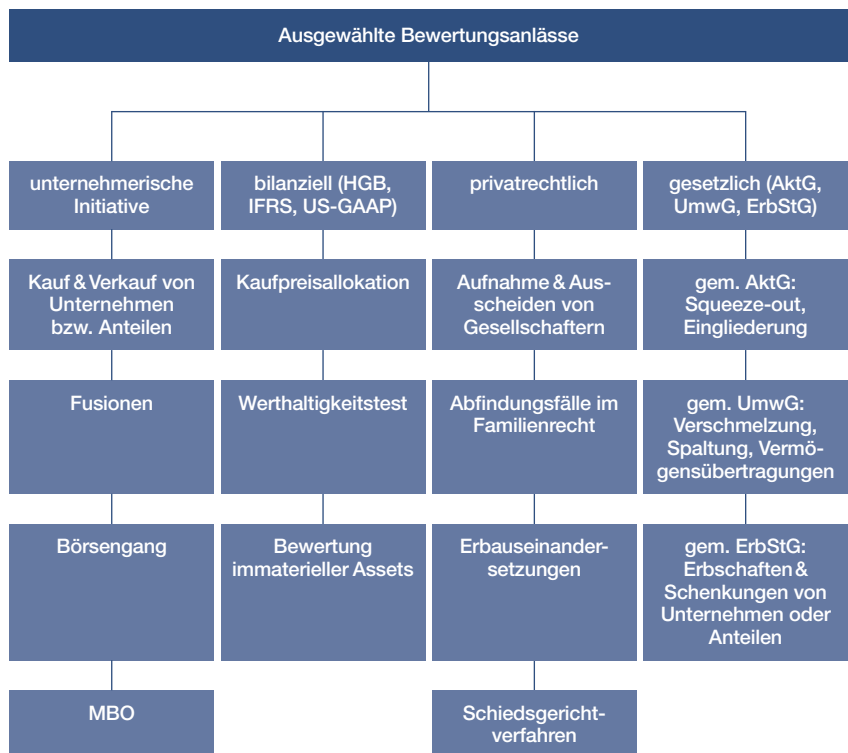 Ausgewählte Bewertungsanlässe
unternehmerische
Initiative
bilanziell (HGB,
IFRS, US-GAAP)
privatrechtlich
gesetzlich (AktG,
UmwG, ErbStG)
Kauf & Verkauf von
Unternehmen
bzw. Anteilen
Kaufpreisallokation
Aufnahme & Aus-
scheiden von
Gesellschaftern
gem. AktG:
Squeeze-out,
Eingliederung
Fusionen
Werthaltigkeitstest
Abfindungsfälle im
Familienrecht
gem. UmwG:
Verschmelzung,
Spaltung, Vermö-
gensübertragungen
Börsengang
Bewertung
immaterieller Assets
Erbauseinander-
setzungen
gem. ErbStG:
Erbschaften &
Schenkungen von
Unternehmen oder
Anteilen
MBO
Schiedsgericht-
verfahren